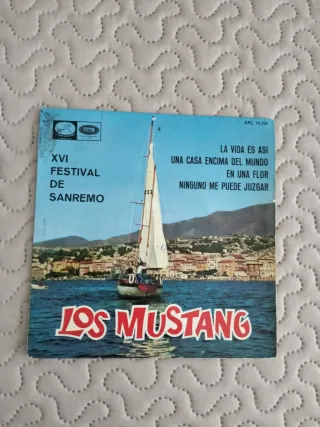 XVI
FESTIVAL
DE
SANREMO
LA VIDA ES ASI
UNA CASA ENCIMA DEL MUNDO
EN UNA FLOR
NINGUNO ME PUEDE JUZGAR
LOS MUSTANG